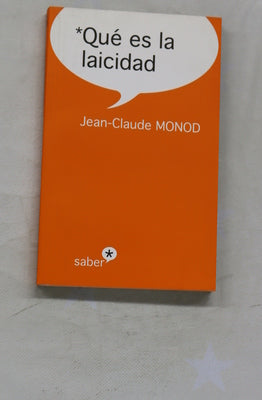 *Qué es la
laicidad
Jean-Claude MONOD
saber*